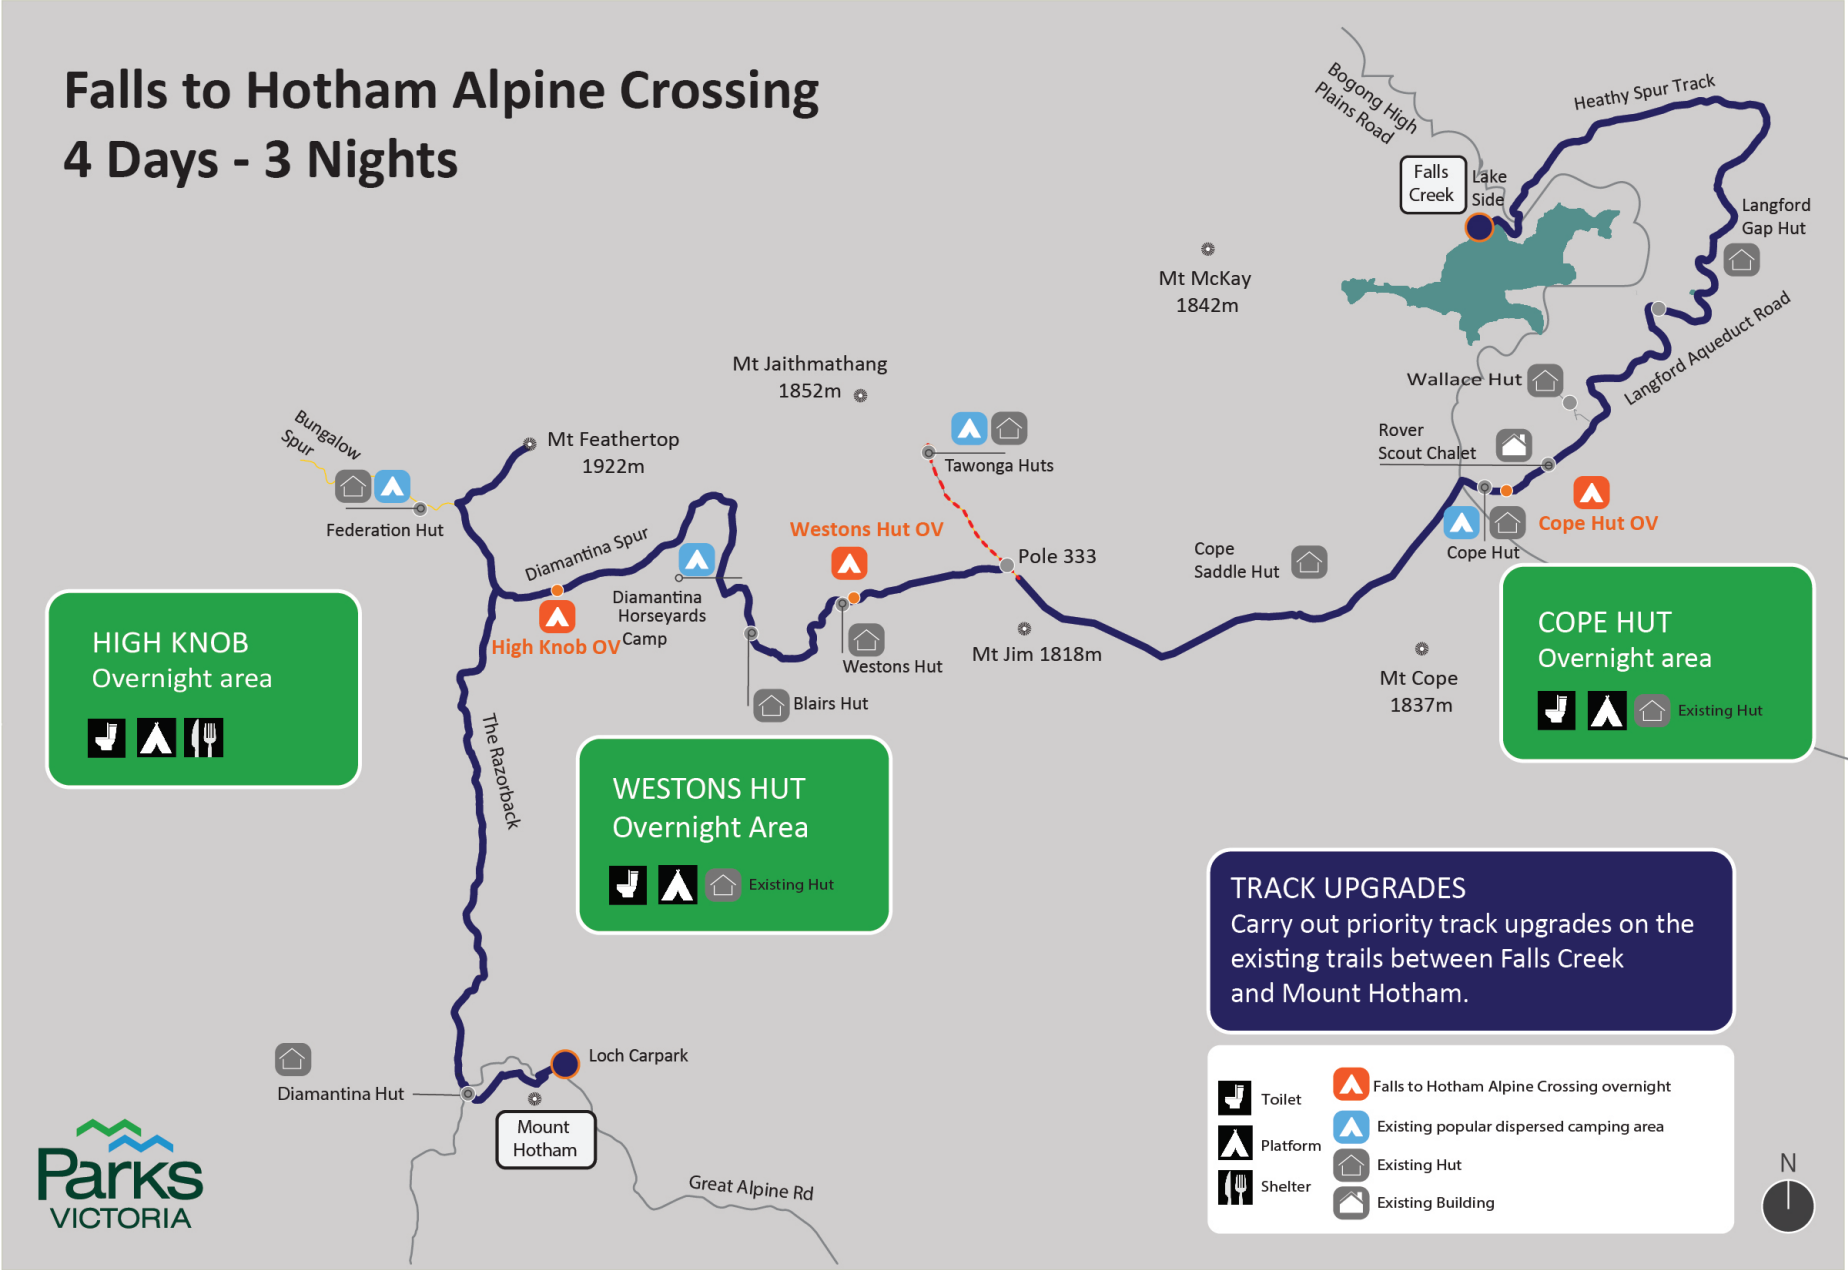 Falls to Hotham Alpine Crossing
4 Days - 3 Nights
Bogong High
Plains Road
Heathy Spur Track
Falls
Creek
Lake
Side
Langford
Gap Hut
Mt McKay
1842m
Langford Aqueduct Road
Mt Jaithmathang
1852m
Wallace Hut
Bungalow
Spur
Mt Feathertop
1922m
Rover
Scout Chalet
Tawonga Huts
Federation Hut
Diamantina Spur
Westons Hut OV
Cope Hut OV
Cope Hut
Pole 333
Cope
Saddle Hut
Diamantina
Horseyards
Camp
High Knob OV
Westons Hut
Mt Jim 1818m
Blairs Hut
Mt Cope
1837m
HIGH KNOB
Overnight area
COPE HUT
Overnight area
Existing Hut
The Razorback
WESTONS HUT
Overnight Area
Existing Hut
TRACK UPGRADES
Carry out priority track upgrades on the
existing trails between Falls Creek
and Mount Hotham.
Loch Carpark
Diamantina Hut
Mount
Hotham
Great Alpine Rd
Toilet
Platform
Shelter
Falls to Hotham Alpine Crossing overnight
Existing popular dispersed camping area
Existing Hut
Existing Building
N
Parks
VICTORIA